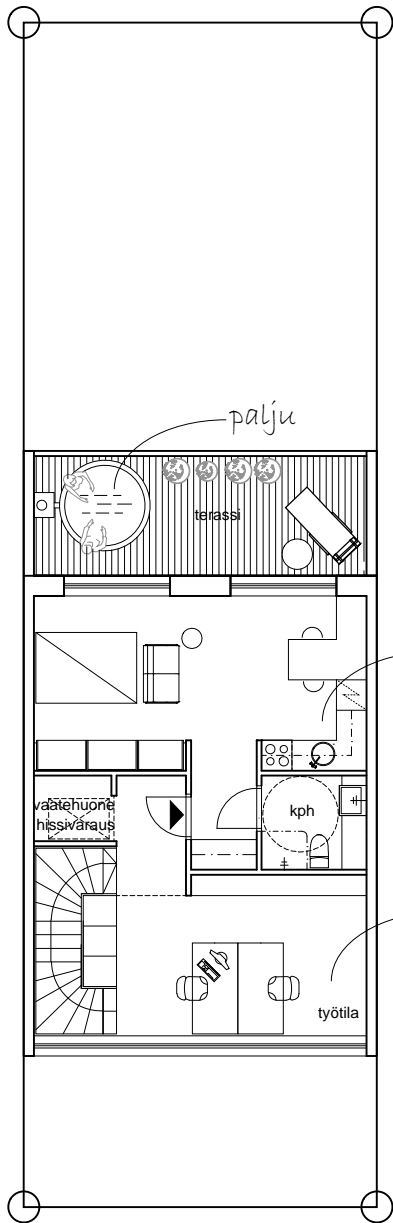 palju
terassi
vaatehuone
hissivaraus
kph
työtila